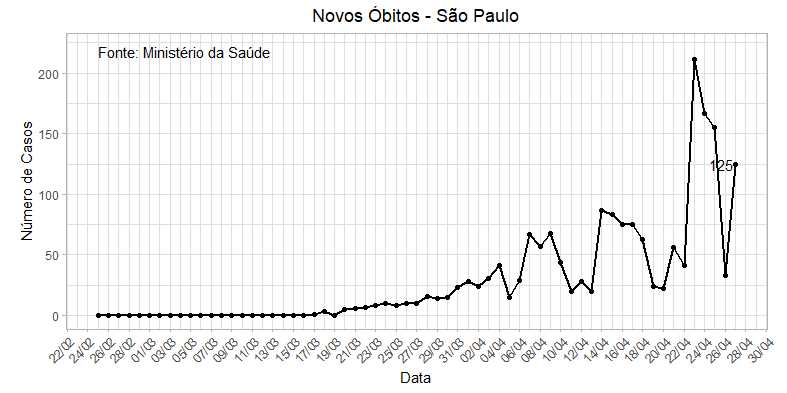 Novos Óbitos - São Paulo
Fonte: Ministério da Saúde
Número de Casos
200
150
100
50
0
125
22/02 24/02 26/02 28/02 01/03 03/03 05/03 07/03 09/03 11/03 13/03 15/03 17/03 19/03 21/03 23/03 25/03 27/03 29/03 31/03 02/04 04/04 06/04 08/04 10/04 12/04 14/04 16/04 18/04 20/04 22/04 24/04 26/04 28/04 30/04
Data